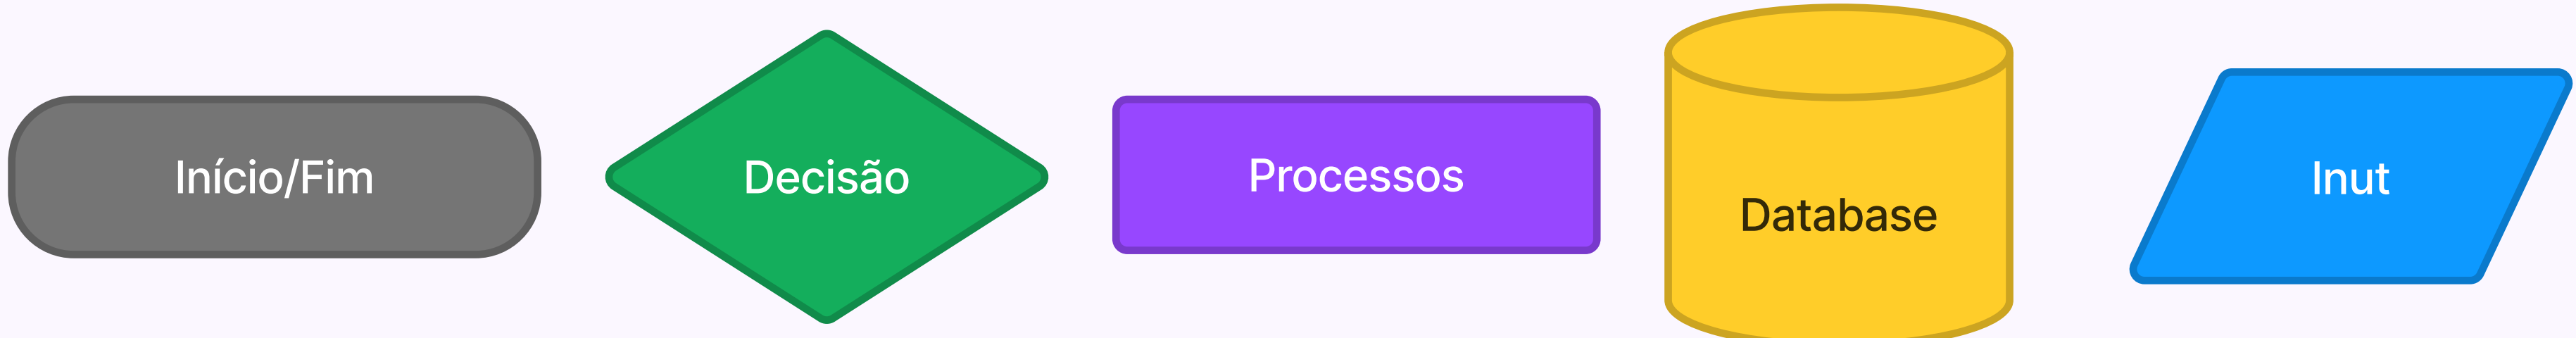 Início/Fim
Decisão
Processos
Database
Inut